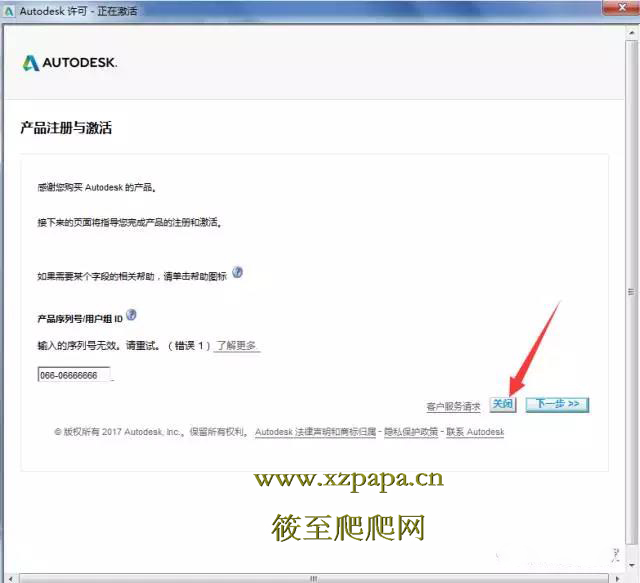 Autodesk 许可 - 正在激活
AUTODESK.
产品注册与激活
感谢您购买 Autodesk 的产品。
接下来的页面将指导您完成产品的注册和激活。
如果需要某个字段的相关帮助，请单击帮助图标
产品序列号/用户组 ID
输入的序列号无效。请重试。（错误 1）了解更多
066-06666666
客户服务请求 关闭 下一步 >>
© 版权所有 2017 Autodesk, Inc.。保留所有权利。 Autodesk 法律声明和商标归属 - 隐私保护政策 - 联系 Autodesk
www.xzpapa.cn
筱至爬爬网